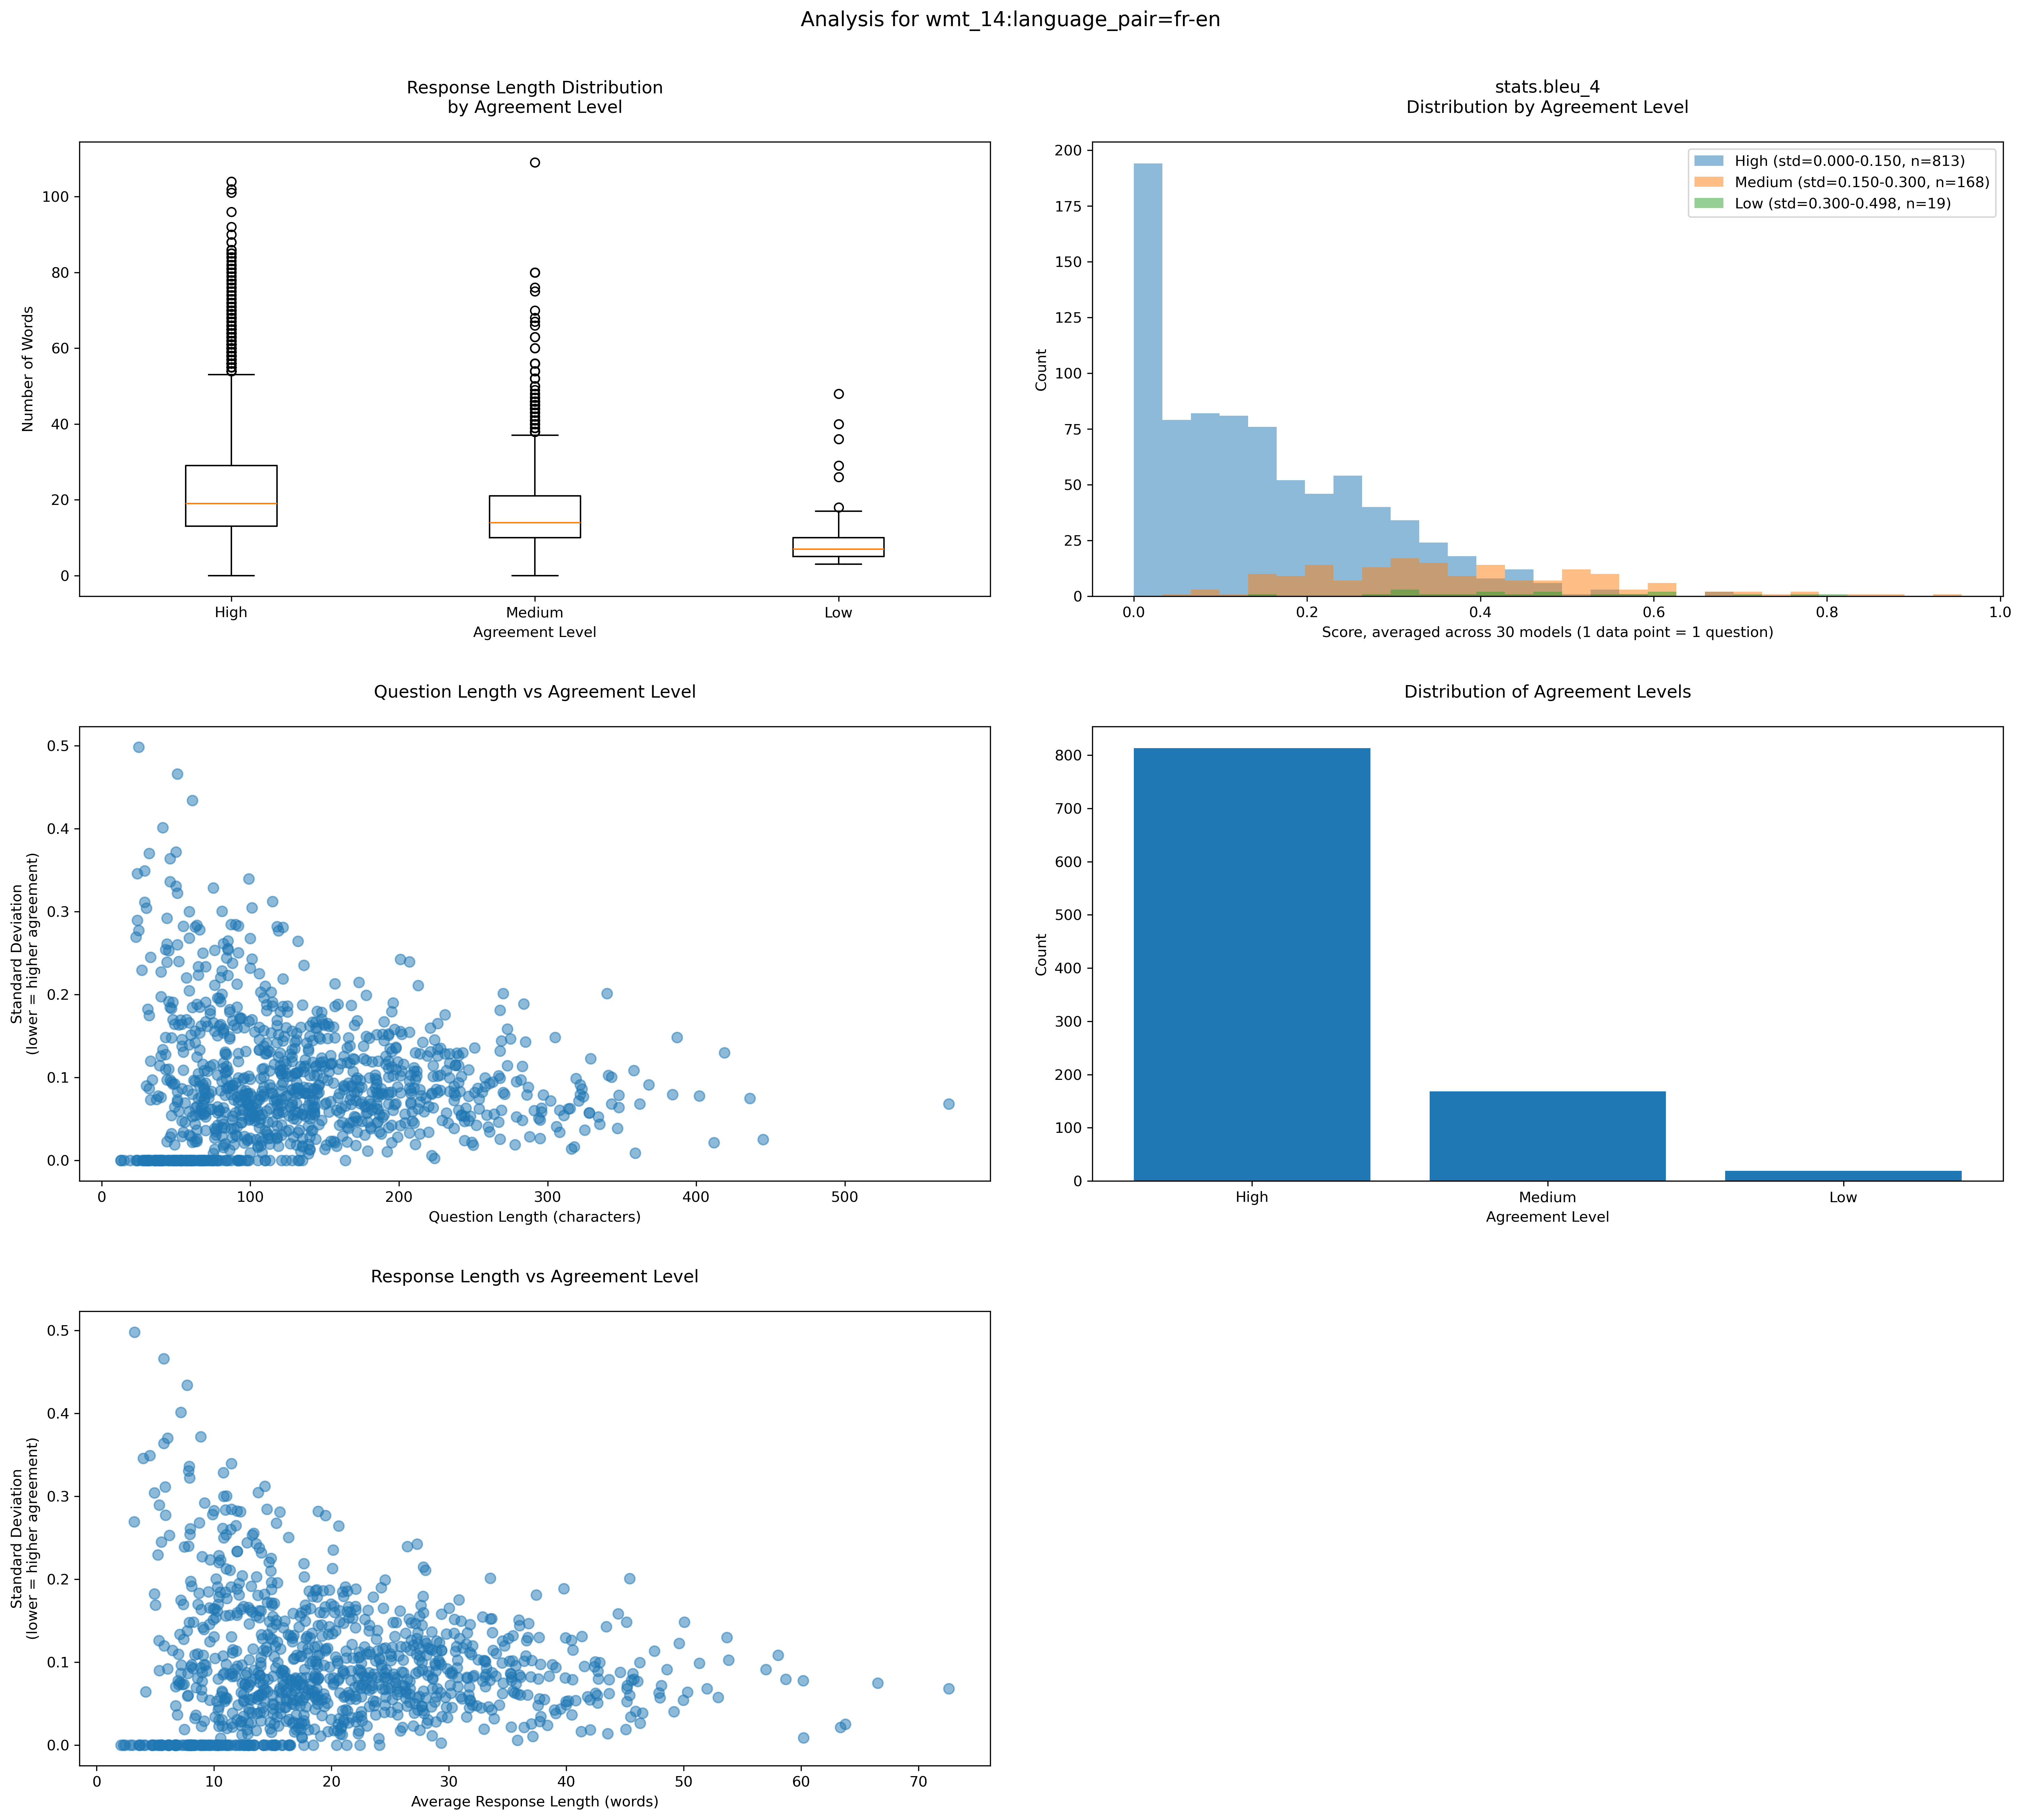 Analysis for wmt_14:language_pair=fr-en
Response Length Distribution
by Agreement Level
Number of Words
100
80
60
40
20
0
High
Medium
Low
Agreement Level
stats.bleu_4
Distribution by Agreement Level
Count
200
175
150
125
100
75
50
25
0
High (std=0.000-0.150, n=813)
Medium (std=0.150-0.300, n=168)
Low (std=0.300-0.498, n=19)
0.0
0.2
0.4
0.6
0.8
1.0
Score, averaged across 30 models (1 data point = 1 question)
Question Length vs Agreement Level
Standard Deviation
(lower = higher agreement)
0.5
0.4
0.3
0.2
0.1
0.0
0
100
200
300
400
500
Question Length (characters)
Distribution of Agreement Levels
Count
800
700
600
500
400
300
200
100
0
High
Medium
Low
Agreement Level
Response Length vs Agreement Level
Standard Deviation
(lower = higher agreement)
0.5
0.4
0.3
0.2
0.1
0.0
0
10
20
30
40
50
60
70
Average Response Length (words)